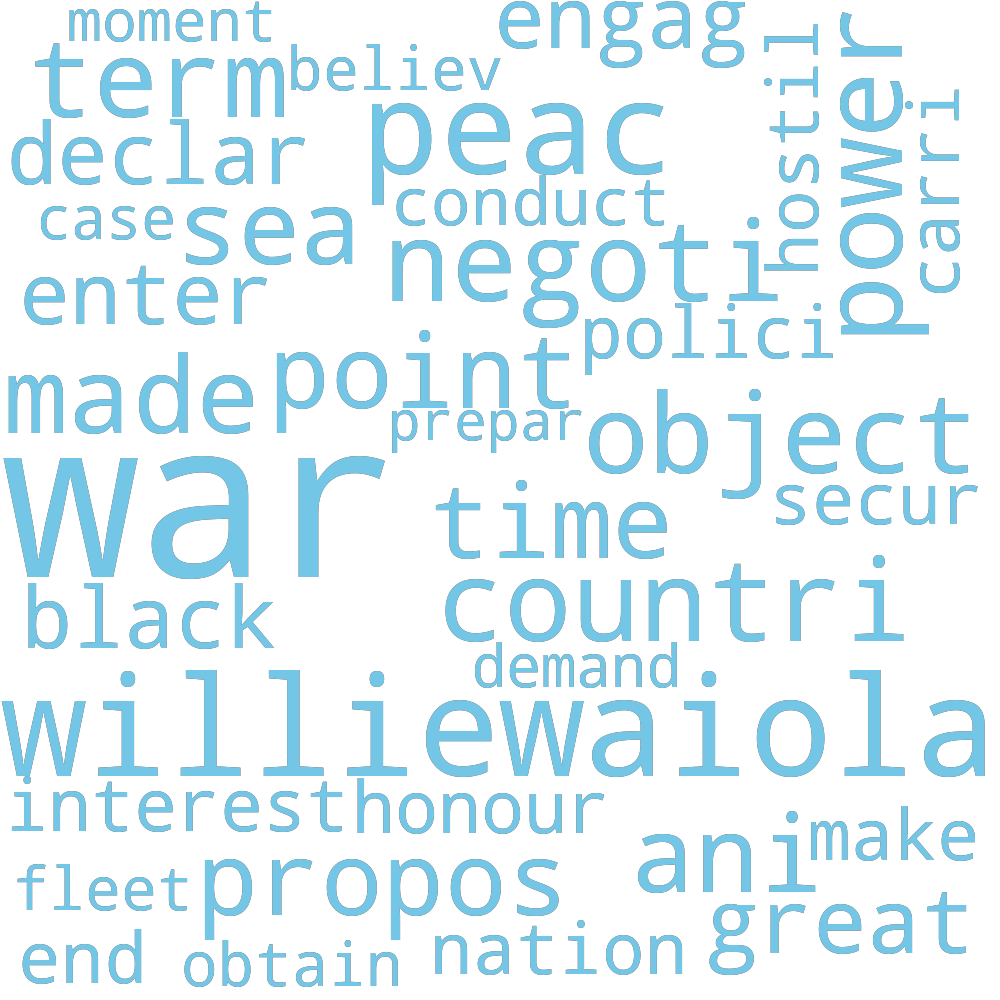 moment
engag
term
believ
hostil
power
carri
peac
declar
conduct
case
sea
negoti
enter
polici
made
point
prepar
object
war
secur
time
black
countri
demand
williewaiola
interest
honour
ani
make
fleet
propos
great
end
obtain
nation